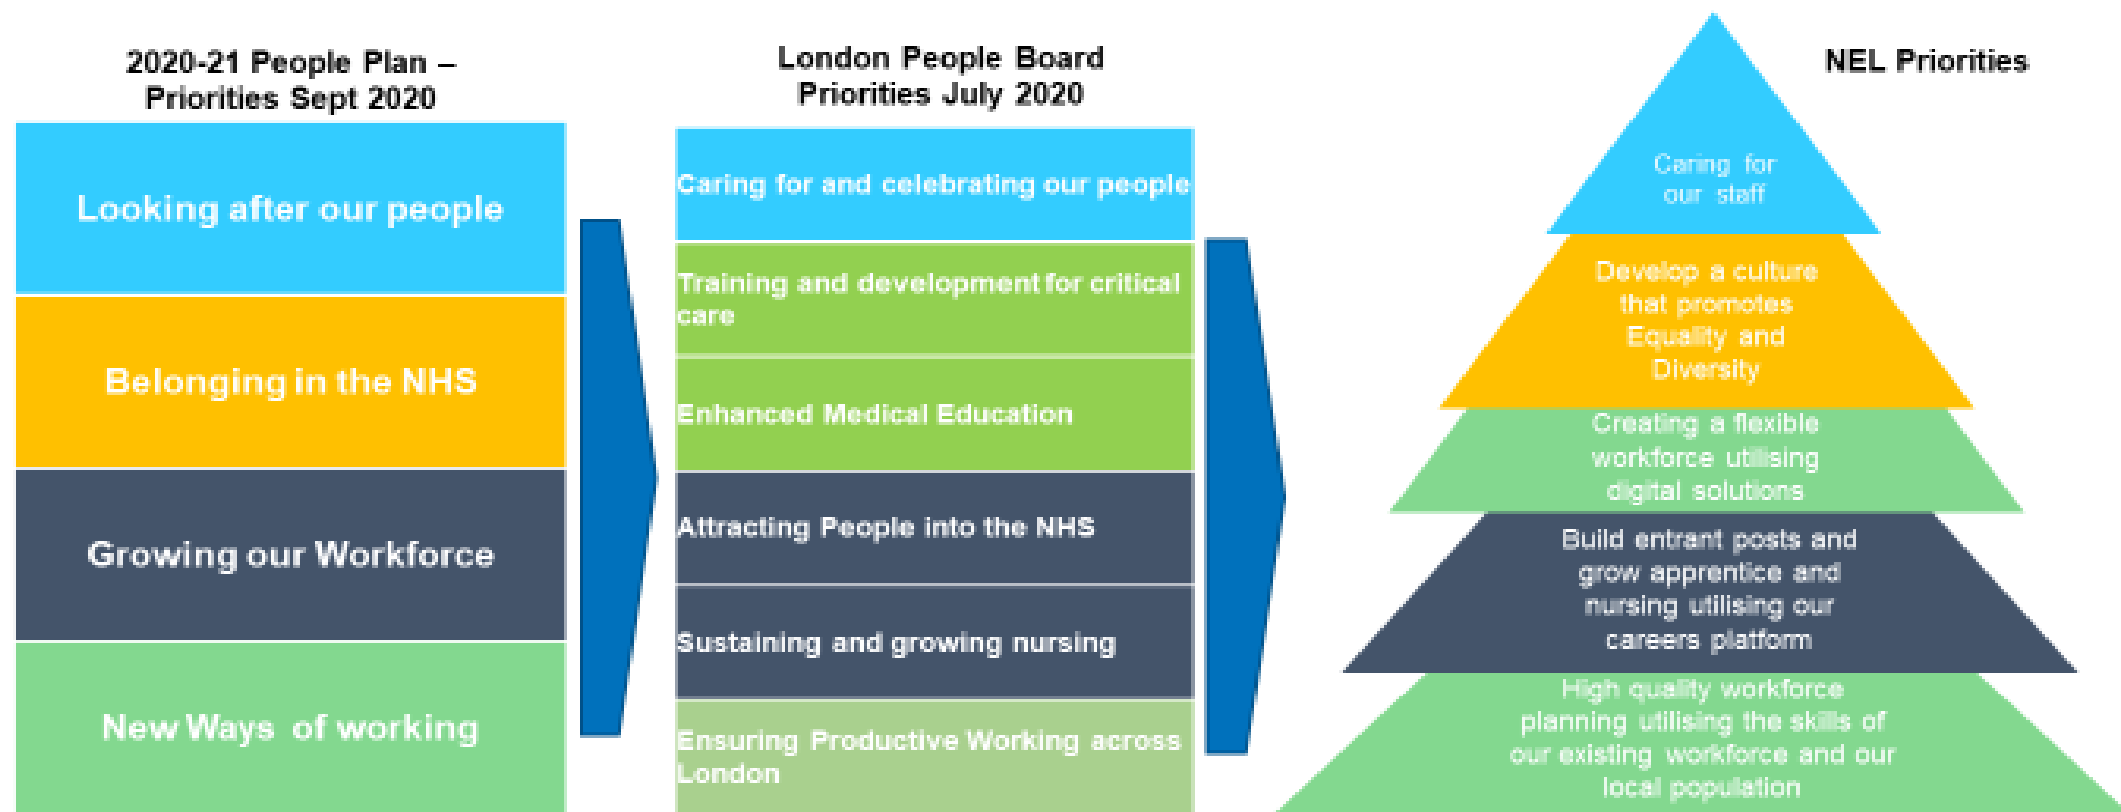 2020-21 People Plan –
Priorities Sept 2020
Looking after our people
Belonging in the NHS
Growing our Workforce
New Ways of working
London People Board
Priorities July 2020
Caring for and celebrating our people
Training and development for critical
care
Enhanced Medical Education
Attracting People into the NHS
Sustaining and growing nursing
Ensuring Productive Working across
London
NEL Priorities
Caring for
our staff
Develop a culture
that promotes
Equality and
Diversity
Creating a flexible
workforce utilising
digital solutions
Build entrant posts and
grow apprentice and
nursing utilising our
careers platform
High quality workforce
planning utilising the skills of
our existing workforce and our
local population